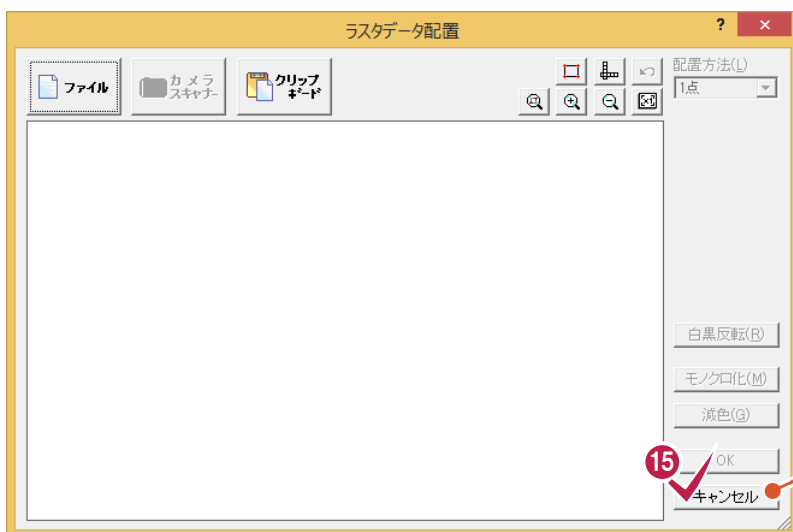 ラスタデータ配置
?
×
ファイル
カメラ
スキャナー
クリップ
ボード
配置方法(L)
1点
白黒反転(R)
モノクロ化(M)
減色(G)
15
OK
キャンセル